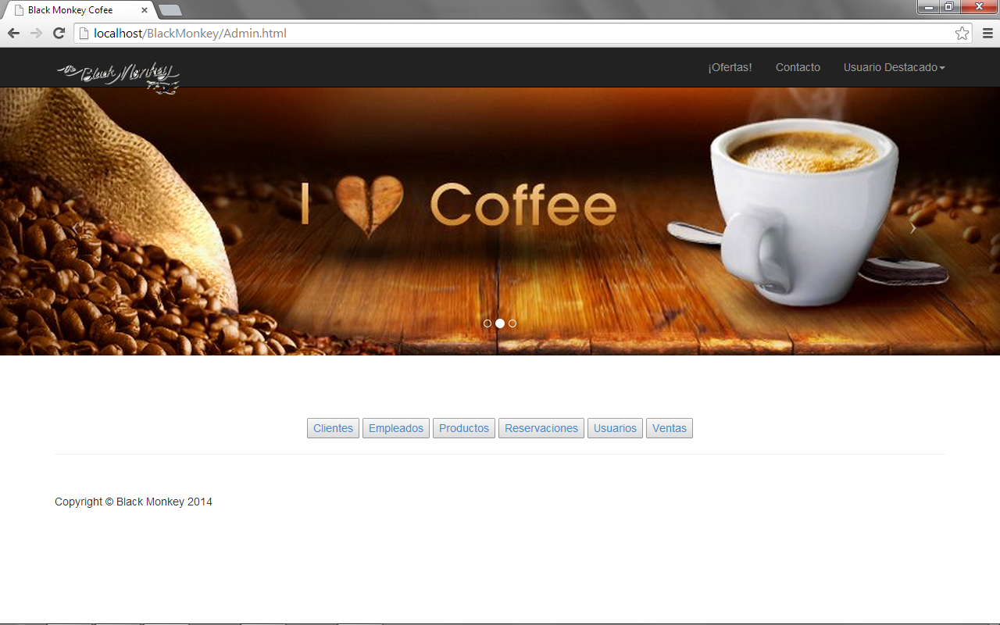 Black Monkey Cofee
localhost/BlackMonkey/Admin.html
the Black Monkey
¡Ofertas!
Contacto
Usuario Destacado
I Coffee
Clientes
Empleados
Productos
Reservaciones
Usuarios
Ventas
Copyright © Black Monkey 2014